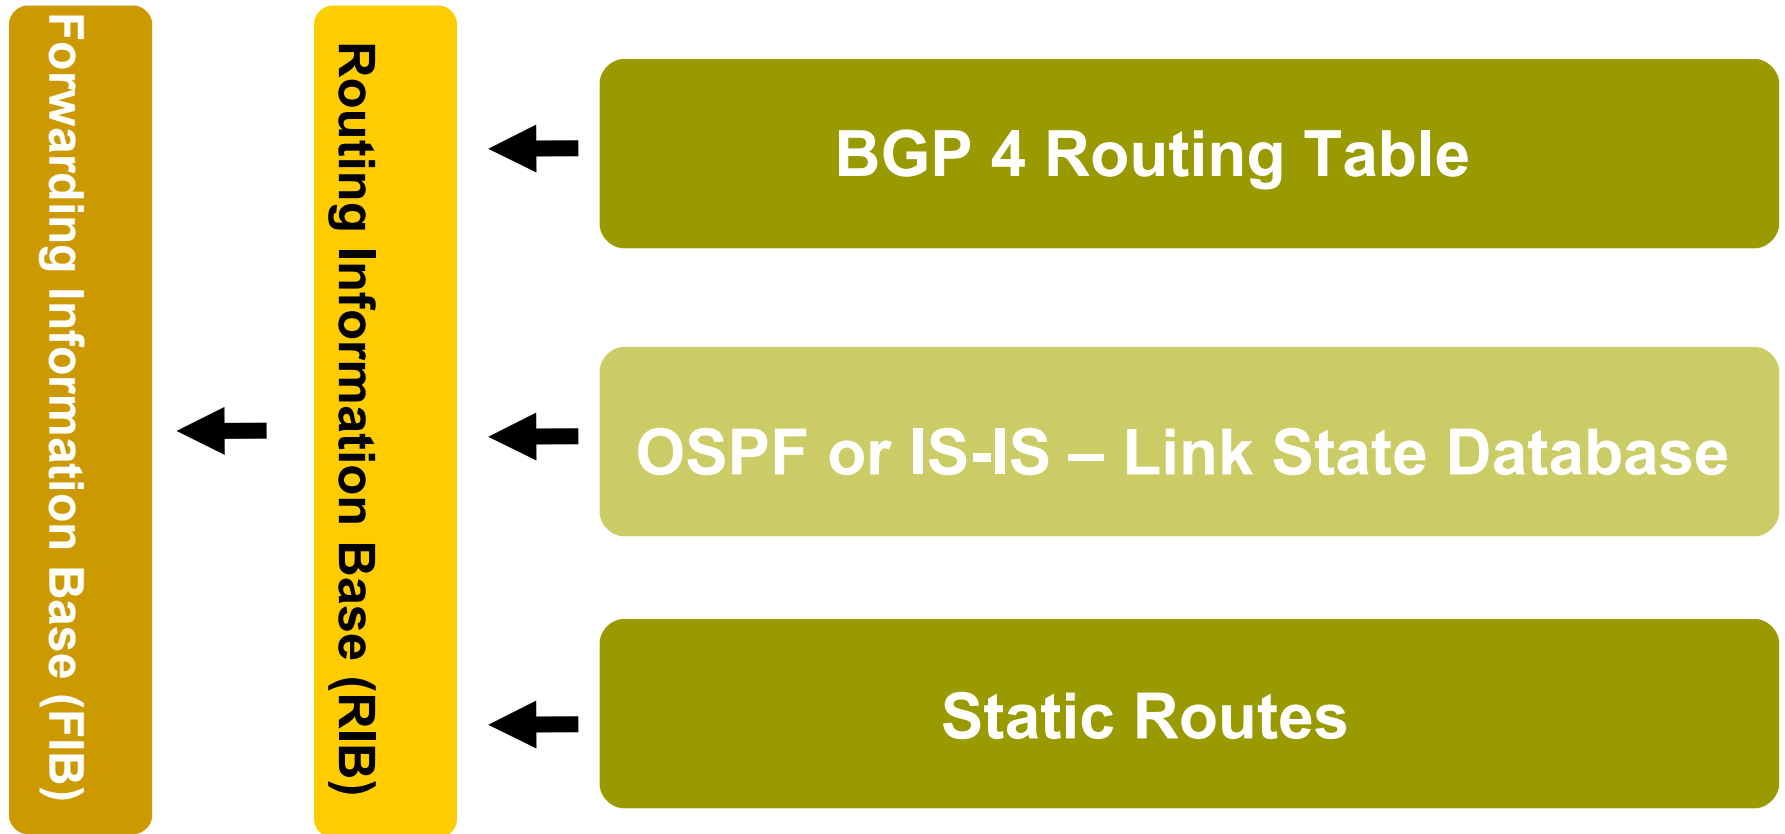 Forwarding Information Base (FIB)
Routing Information Base (RIB)
BGP 4 Routing Table
OSPF or IS-IS – Link State Database
Static Routes